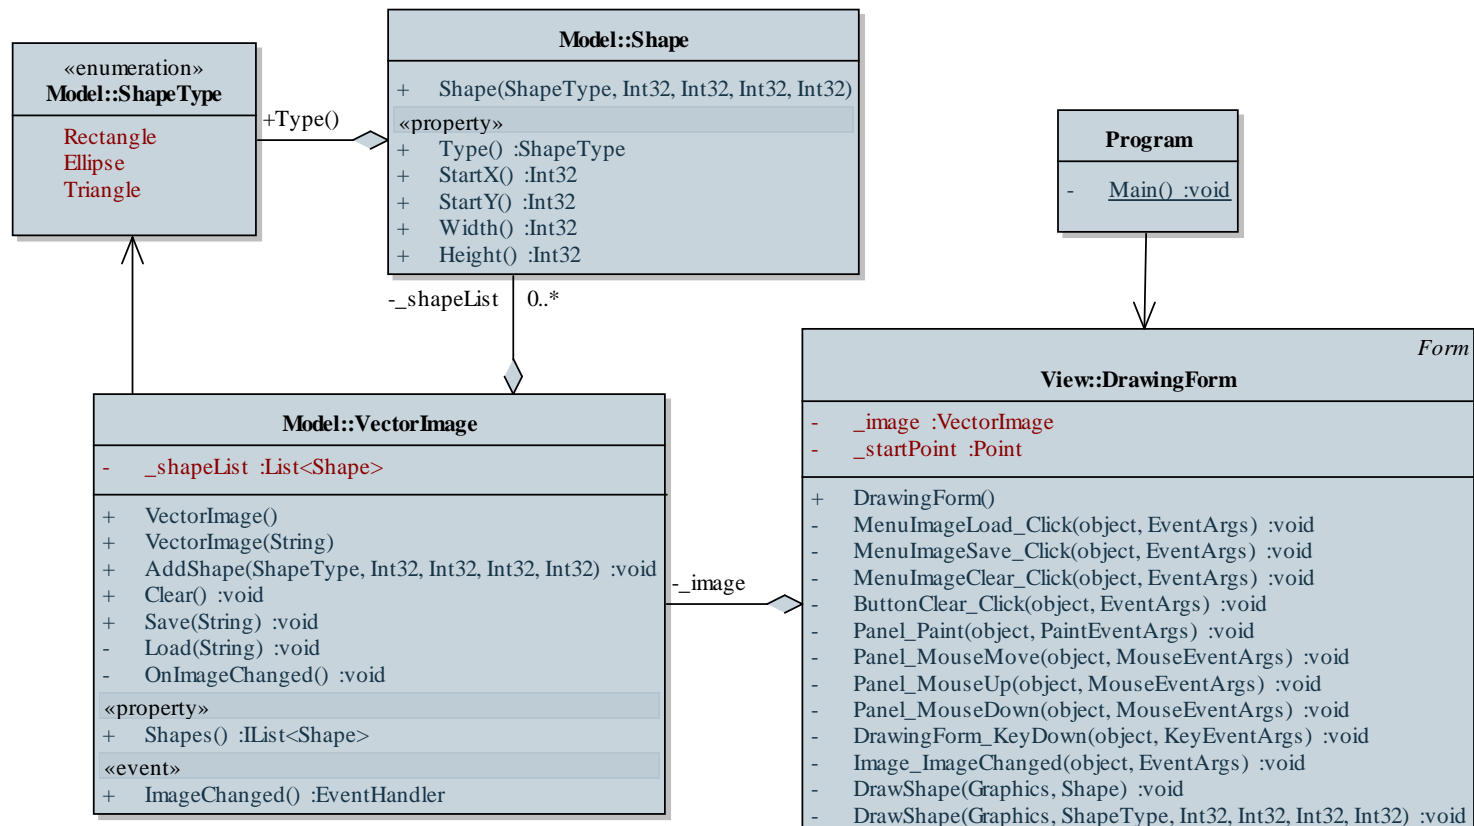 «enumeration»
Model::ShapeType
Rectangle
Ellipse
Triangle
+Type()
Model::Shape
+ Shape(ShapeType, Int32, Int32, Int32, Int32)
«property»
+ Type() :ShapeType
+ StartX() :Int32
+ StartY() :Int32
+ Width() :Int32
+ Height() :Int32
-_shapeList 0..*
Program
- Main() :void
Model::VectorImage
- _shapeList :List<Shape>
+ VectorImage()
+ VectorImage(String)
+ AddShape(ShapeType, Int32, Int32, Int32, Int32) :void
+ Clear() :void
+ Save(String) :void
- Load(String) :void
- OnImageChanged() :void
«property»
+ Shapes() :IList<Shape>
«event»
+ ImageChanged() :EventHandler
-_image
Form
View::DrawingForm
- _image :VectorImage
- _startPoint :Point
+ DrawingForm()
- MenuImageLoad_Click(object, EventArgs) :void
- MenuImageSave_Click(object, EventArgs) :void
- MenuImageClear_Click(object, EventArgs) :void
- ButtonClear_Click(object, EventArgs) :void
- Panel_Paint(object, PaintEventArgs) :void
- Panel_MouseMove(object, MouseEventArgs) :void
- Panel_MouseUp(object, MouseEventArgs) :void
- Panel_MouseDown(object, MouseEventArgs) :void
- DrawingForm_KeyDown(object, KeyEventArgs) :void
- Image_ImageChanged(object, EventArgs) :void
- DrawShape(Graphics, Shape) :void
- DrawShape(Graphics, ShapeType, Int32, Int32, Int32, Int32) :void